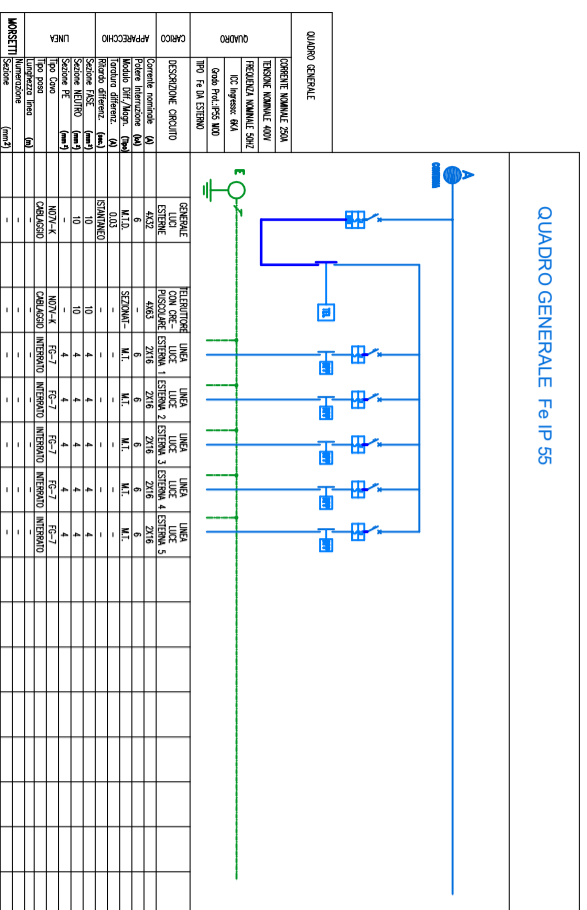 QUADRO GENERALE Fe IP 55
QUADRO GENERALE
QUADRO
CORRENTE NOMINALE 250A
TENSIONE NOMINALE 400V
FREQUENZA NOMINALE 50HZ
ICC Ingresso: 6KA
Grado Prot.:IP55 MOD
TIPO Fe DA ESTERNO
A
E
TEL
CARICO
DESCRIZIONE CIRCUITO
GENERALE LUCI ESTERNE
TELERUTTORE CON CRE- PUSCOLARE
LINEA LUCE ESTERNA 1
LINEA LUCE ESTERNA 2
LINEA LUCE ESTERNA 3
LINEA LUCE ESTERNA 4
LINEA LUCE ESTERNA 5
APPARECCHIO
Corrente nominale (A) 4X32 4X63 2X16 2X16 2X16 2X16 2X16
Potere Interruzione (kA) 6 - 6 6 6 6 6
Modulo Diff./Magn. (Tipo) M.T.D. SEZIONAT- M.T. M.T. M.T. M.T. M.T.
Taratura differenz. (A) 0.03 - - - - - -
Ritardo differenz. (sec.) ISTANTANEO - - - - - -
LINEA
Sezione FASE (mm²) 10 10 4 4 4 4 4
Sezione NEUTRO (mm²) 10 10 4 4 4 4 4
Sezione PE (mm²) - - 4 4 4 4 4
Tipo Cavo N07V-K N07V-K FG-7 FG-7 FG-7 FG-7 FG-7
Tipo posa CABLAGGIO CABLAGGIO INTERRATO INTERRATO INTERRATO INTERRATO INTERRATO
Lunghezza linea (m) - - - - - - -
MORSETTI
Numerazione
Sezione (mm2) - - - - - - -